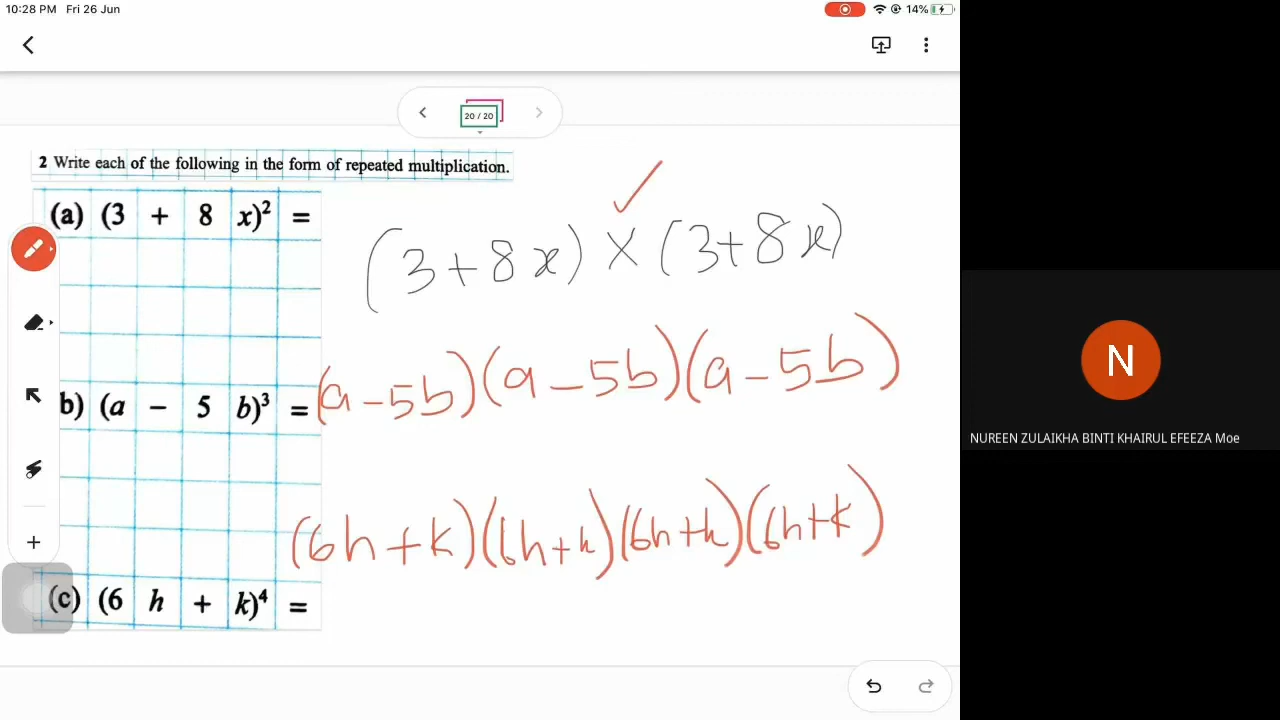 10:28 PM Fri 26 Jun
14%
20 / 20
2 Write each of the following in the form of repeated multiplication.
(a) (3 + 8 x)² =
(3+8x) × (3+8x)
b) (a − 5 b)³ =
(a-5b)(a-5b)(a-5b)
(6h+k)(6h+k)(6h+k)(6h+k)
(c) (6 h + k)⁴ =
N
NUREEN ZULAIKHA BINTI KHAIRUL EFEEZA Moe